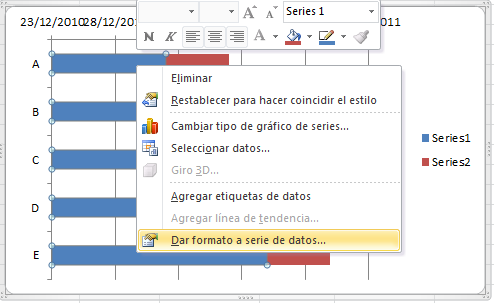 Series 1
23/12/2010 28/12/201
011
A A
N K A
A
Eliminar
Restablecer para hacer coincidir el estilo
B
Cambiar tipo de gráfico de series...
Series1
Seleccionar datos...
C
Series2
Giro 3D...
Agregar etiquetas de datos
D
Agregar línea de tendencia...
Dar formato a serie de datos...
E